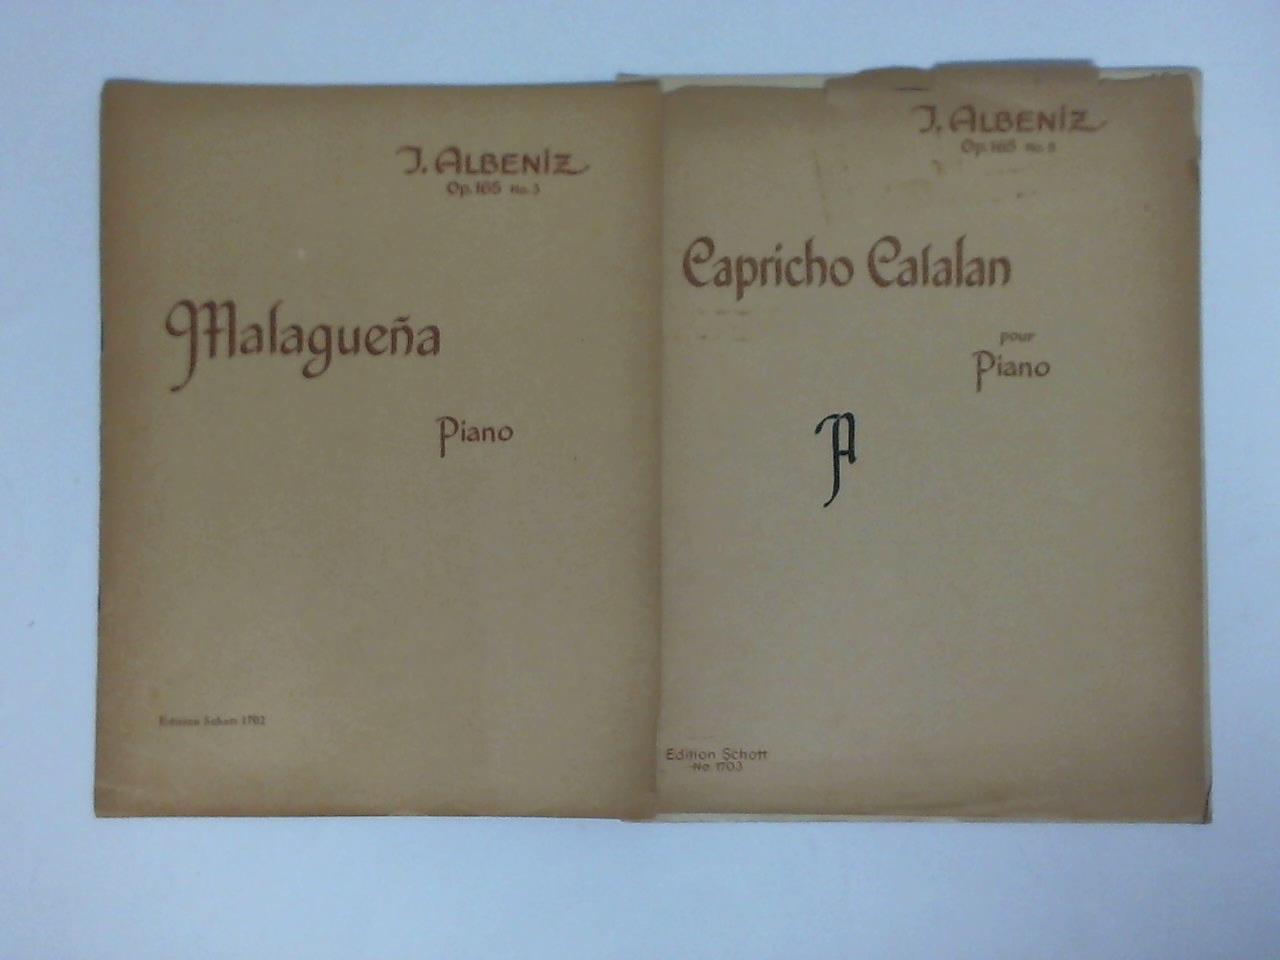 J. ALBENIZ
Op. 165 No. 3
Malagueña
Piano
Edition Schott 1702
J. ALBENIZ
Op. 165 No. 5
Capricho Catalan
pour
Piano
A
Edition Schott
No. 1703